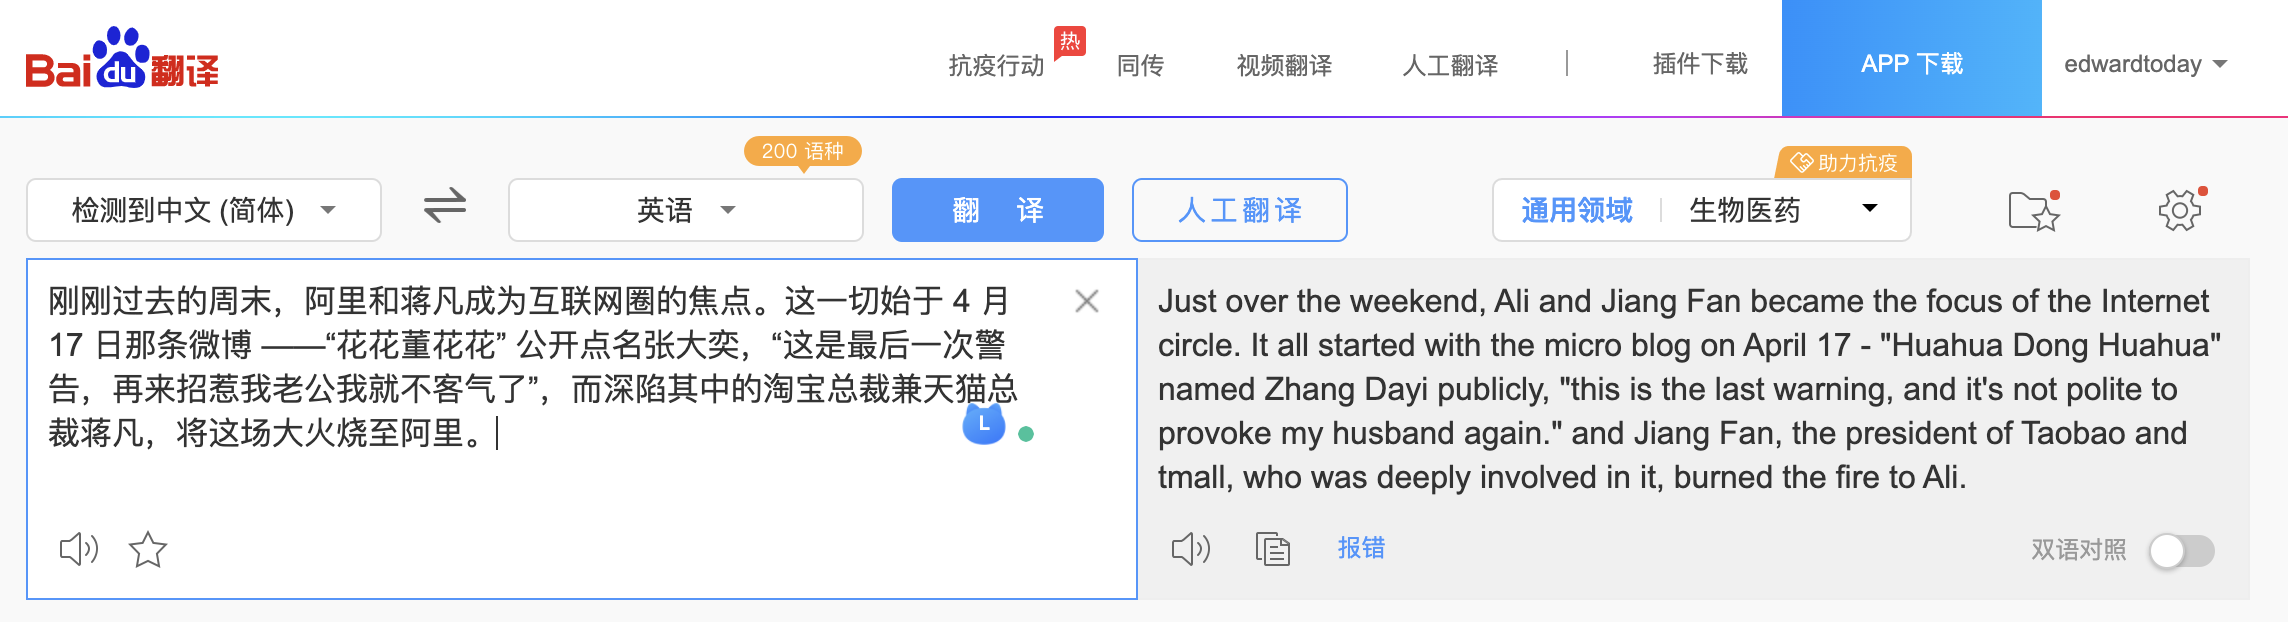 Baidu翻译
抗疫行动 热 同传 视频翻译 人工翻译 | 插件下载 APP 下载 edwardtoday
200 语种
助力抗疫
检测到中文 (简体) 英语 翻 译 人工翻译 通用领域 生物医药
刚刚过去的周末，阿里和蒋凡成为互联网圈的焦点。这一切始于 4 月
17 日那条微博 ——“花花董花花” 公开点名张大奕，“这是最后一次警
告，再来招惹我老公我就不客气了”，而深陷其中的淘宝总裁兼天猫总
裁蒋凡，将这场大火烧至阿里。
L
Just over the weekend, Ali and Jiang Fan became the focus of the Internet
circle. It all started with the micro blog on April 17 - "Huahua Dong Huahua"
named Zhang Dayi publicly, "this is the last warning, and it's not polite to
provoke my husband again." and Jiang Fan, the president of Taobao and
tmall, who was deeply involved in it, burned the fire to Ali.
报错 双语对照